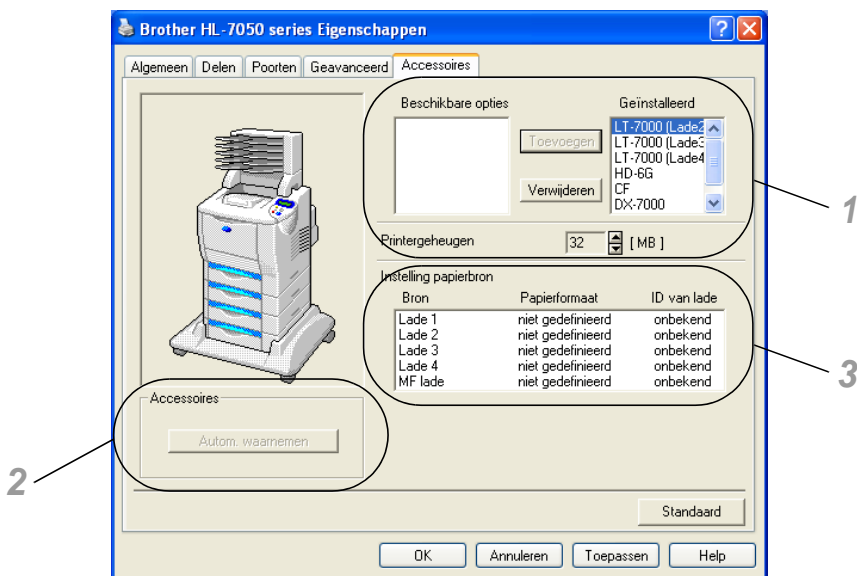 Brother HL-7050 series Eigenschappen
Algemeen Delen Poorten Geavanceerd Accessoires
Beschikbare opties Geïnstalleerd
Toevoegen
Verwijderen
LT-7000 (Lade2
LT-7000 (Lade3
LT-7000 (Lade4
HD-6G
CF
DX-7000
1
Printergeheugen 32 [ MB ]
Instelling papierbron
Bron Papierformaat ID van lade
Lade 1 niet gedefinieerd onbekend
Lade 2 niet gedefinieerd onbekend
Lade 3 niet gedefinieerd onbekend
Lade 4 niet gedefinieerd onbekend
MF lade niet gedefinieerd onbekend
3
Accessoires
Autom. waarnemen
2
Standaard
OK Annuleren Toepassen Help